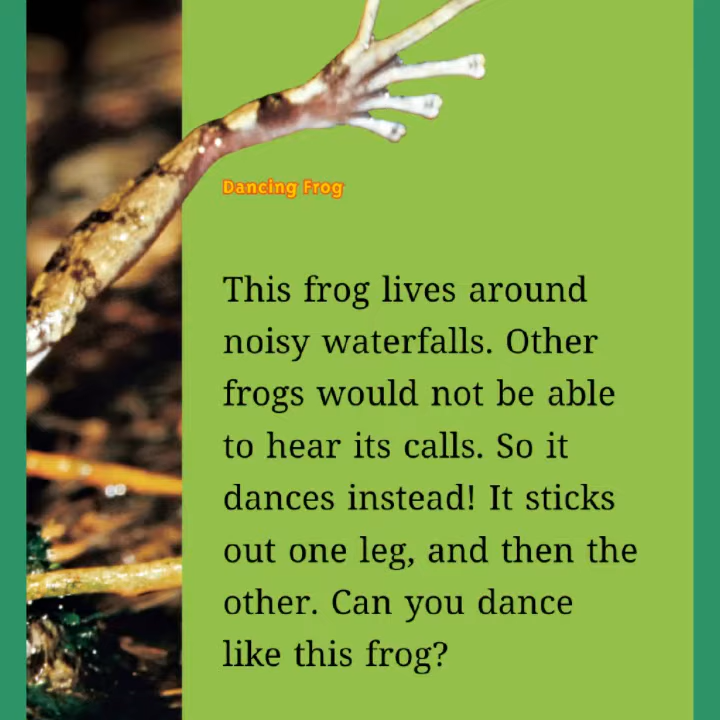 Dancing Frog
This frog lives around
noisy waterfalls. Other
frogs would not be able
to hear its calls. So it
dances instead! It sticks
out one leg, and then the
other. Can you dance
like this frog?